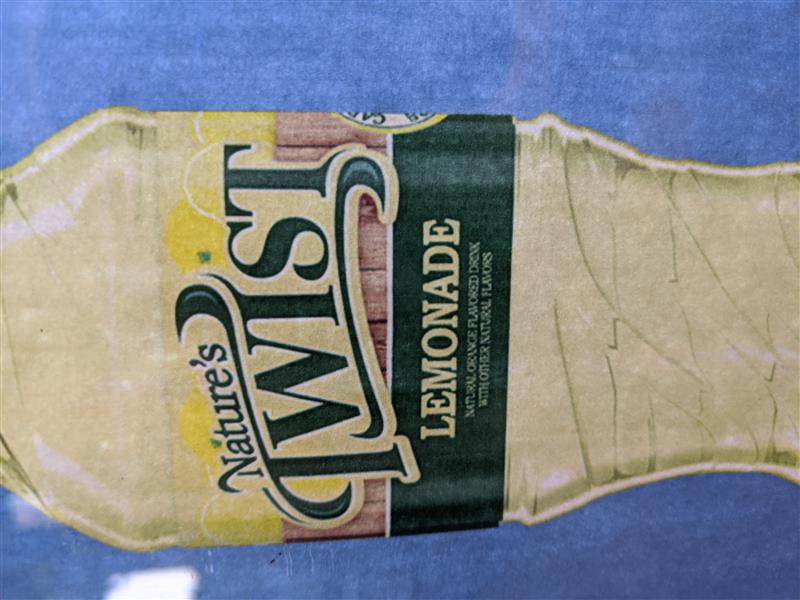 Nature's
TWIST
LEMONADE
NATURAL ORANGE FLAVORED DRINK
WITH OTHER NATURAL FLAVORS